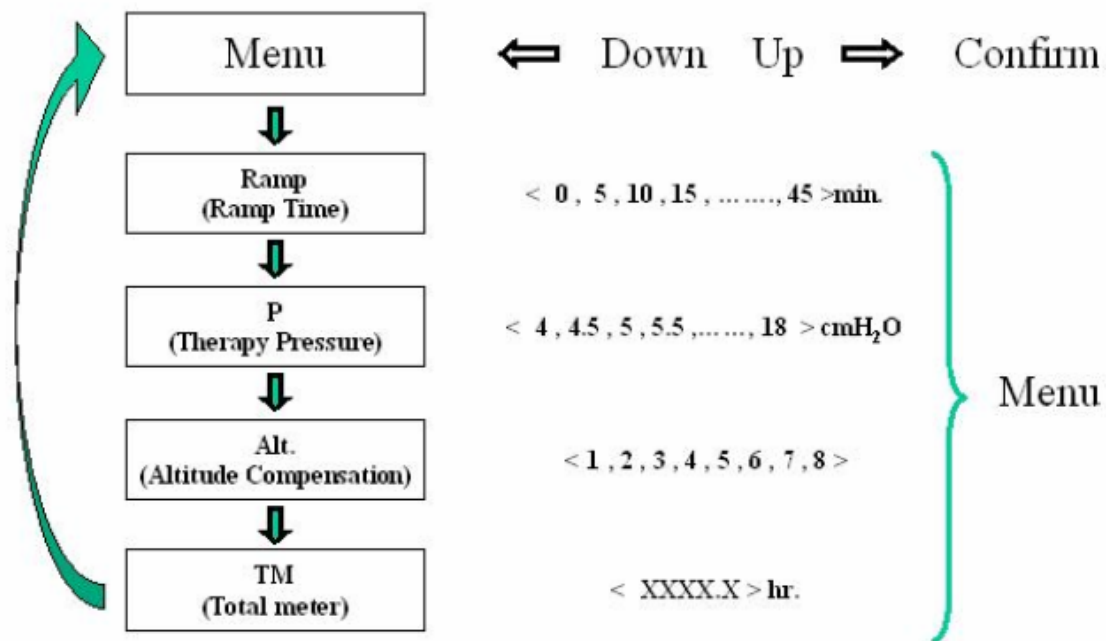 Menu
Down Up
Confirm
Ramp
(Ramp Time)
< 0 , 5 , 10 ,15 , ... ...., 45 >min.
P
(Therapy Pressure)
< 4 , 4.5 , 5 , 5.5 ,... ..., 18 > cmH₂O
Alt.
(Altitude Compensation)
< 1 , 2 , 3 , 4 , 5 , 6 , 7 , 8 >
Menu
TM
(Total meter)
< XXXX.X > hr.